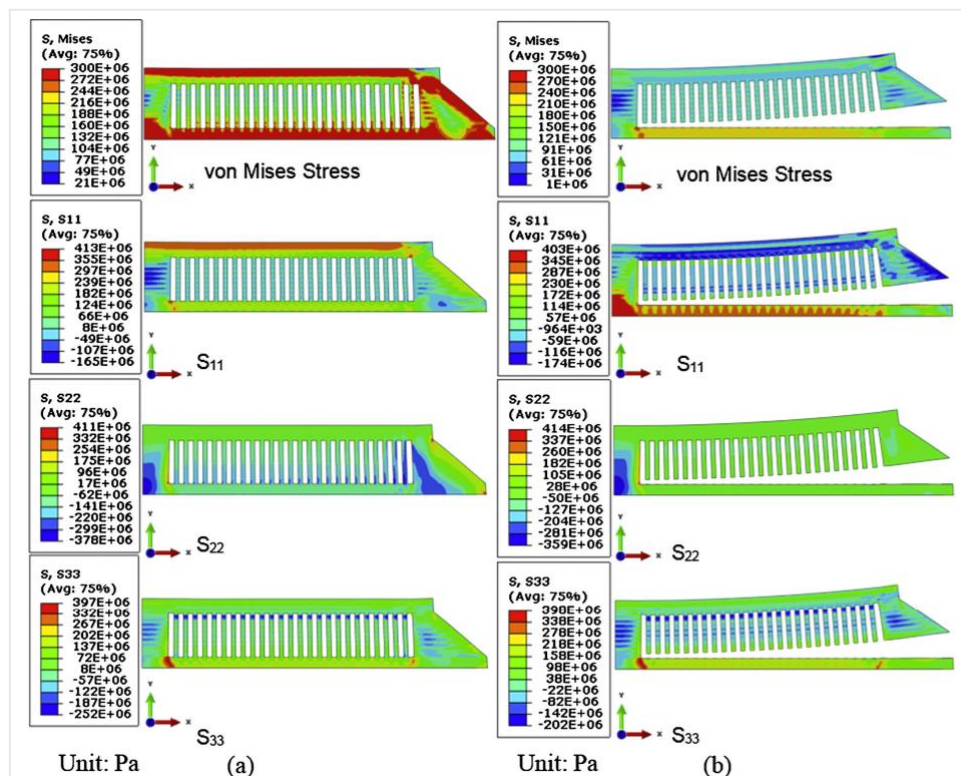 S, Mises
(Avg: 75%)
300E+06
272E+06
244E+06
216E+06
188E+06
160E+06
132E+06
104E+06
77E+06
49E+06
21E+06
Y
X
von Mises Stress
S, S11
(Avg: 75%)
413E+06
355E+06
297E+06
239E+06
182E+06
124E+06
66E+06
8E+06
-49E+06
-107E+06
-165E+06
Y
X
S11
S, S22
(Avg: 75%)
411E+06
332E+06
254E+06
175E+06
96E+06
17E+06
-62E+06
-141E+06
-220E+06
-299E+06
-378E+06
Y
X
S22
S, S33
(Avg: 75%)
397E+06
332E+06
267E+06
202E+06
137E+06
72E+06
8E+06
-57E+06
-122E+06
-187E+06
-252E+06
Y
X
S33
Unit: Pa
(a)
S, Mises
(Avg: 75%)
300E+06
270E+06
240E+06
210E+06
180E+06
150E+06
121E+06
91E+06
61E+06
31E+06
1E+06
Y
X
von Mises Stress
S, S11
(Avg: 75%)
403E+06
345E+06
287E+06
230E+06
172E+06
114E+06
57E+06
-964E+03
-59E+06
-116E+06
-174E+06
Y
X
S11
S, S22
(Avg: 75%)
414E+06
337E+06
260E+06
182E+06
105E+06
28E+06
-50E+06
-127E+06
-204E+06
-281E+06
-359E+06
Y
X
S22
S, S33
(Avg: 75%)
398E+06
338E+06
278E+06
218E+06
158E+06
98E+06
38E+06
-22E+06
-82E+06
-142E+06
-202E+06
Y
X
S33
Unit: Pa
(b)